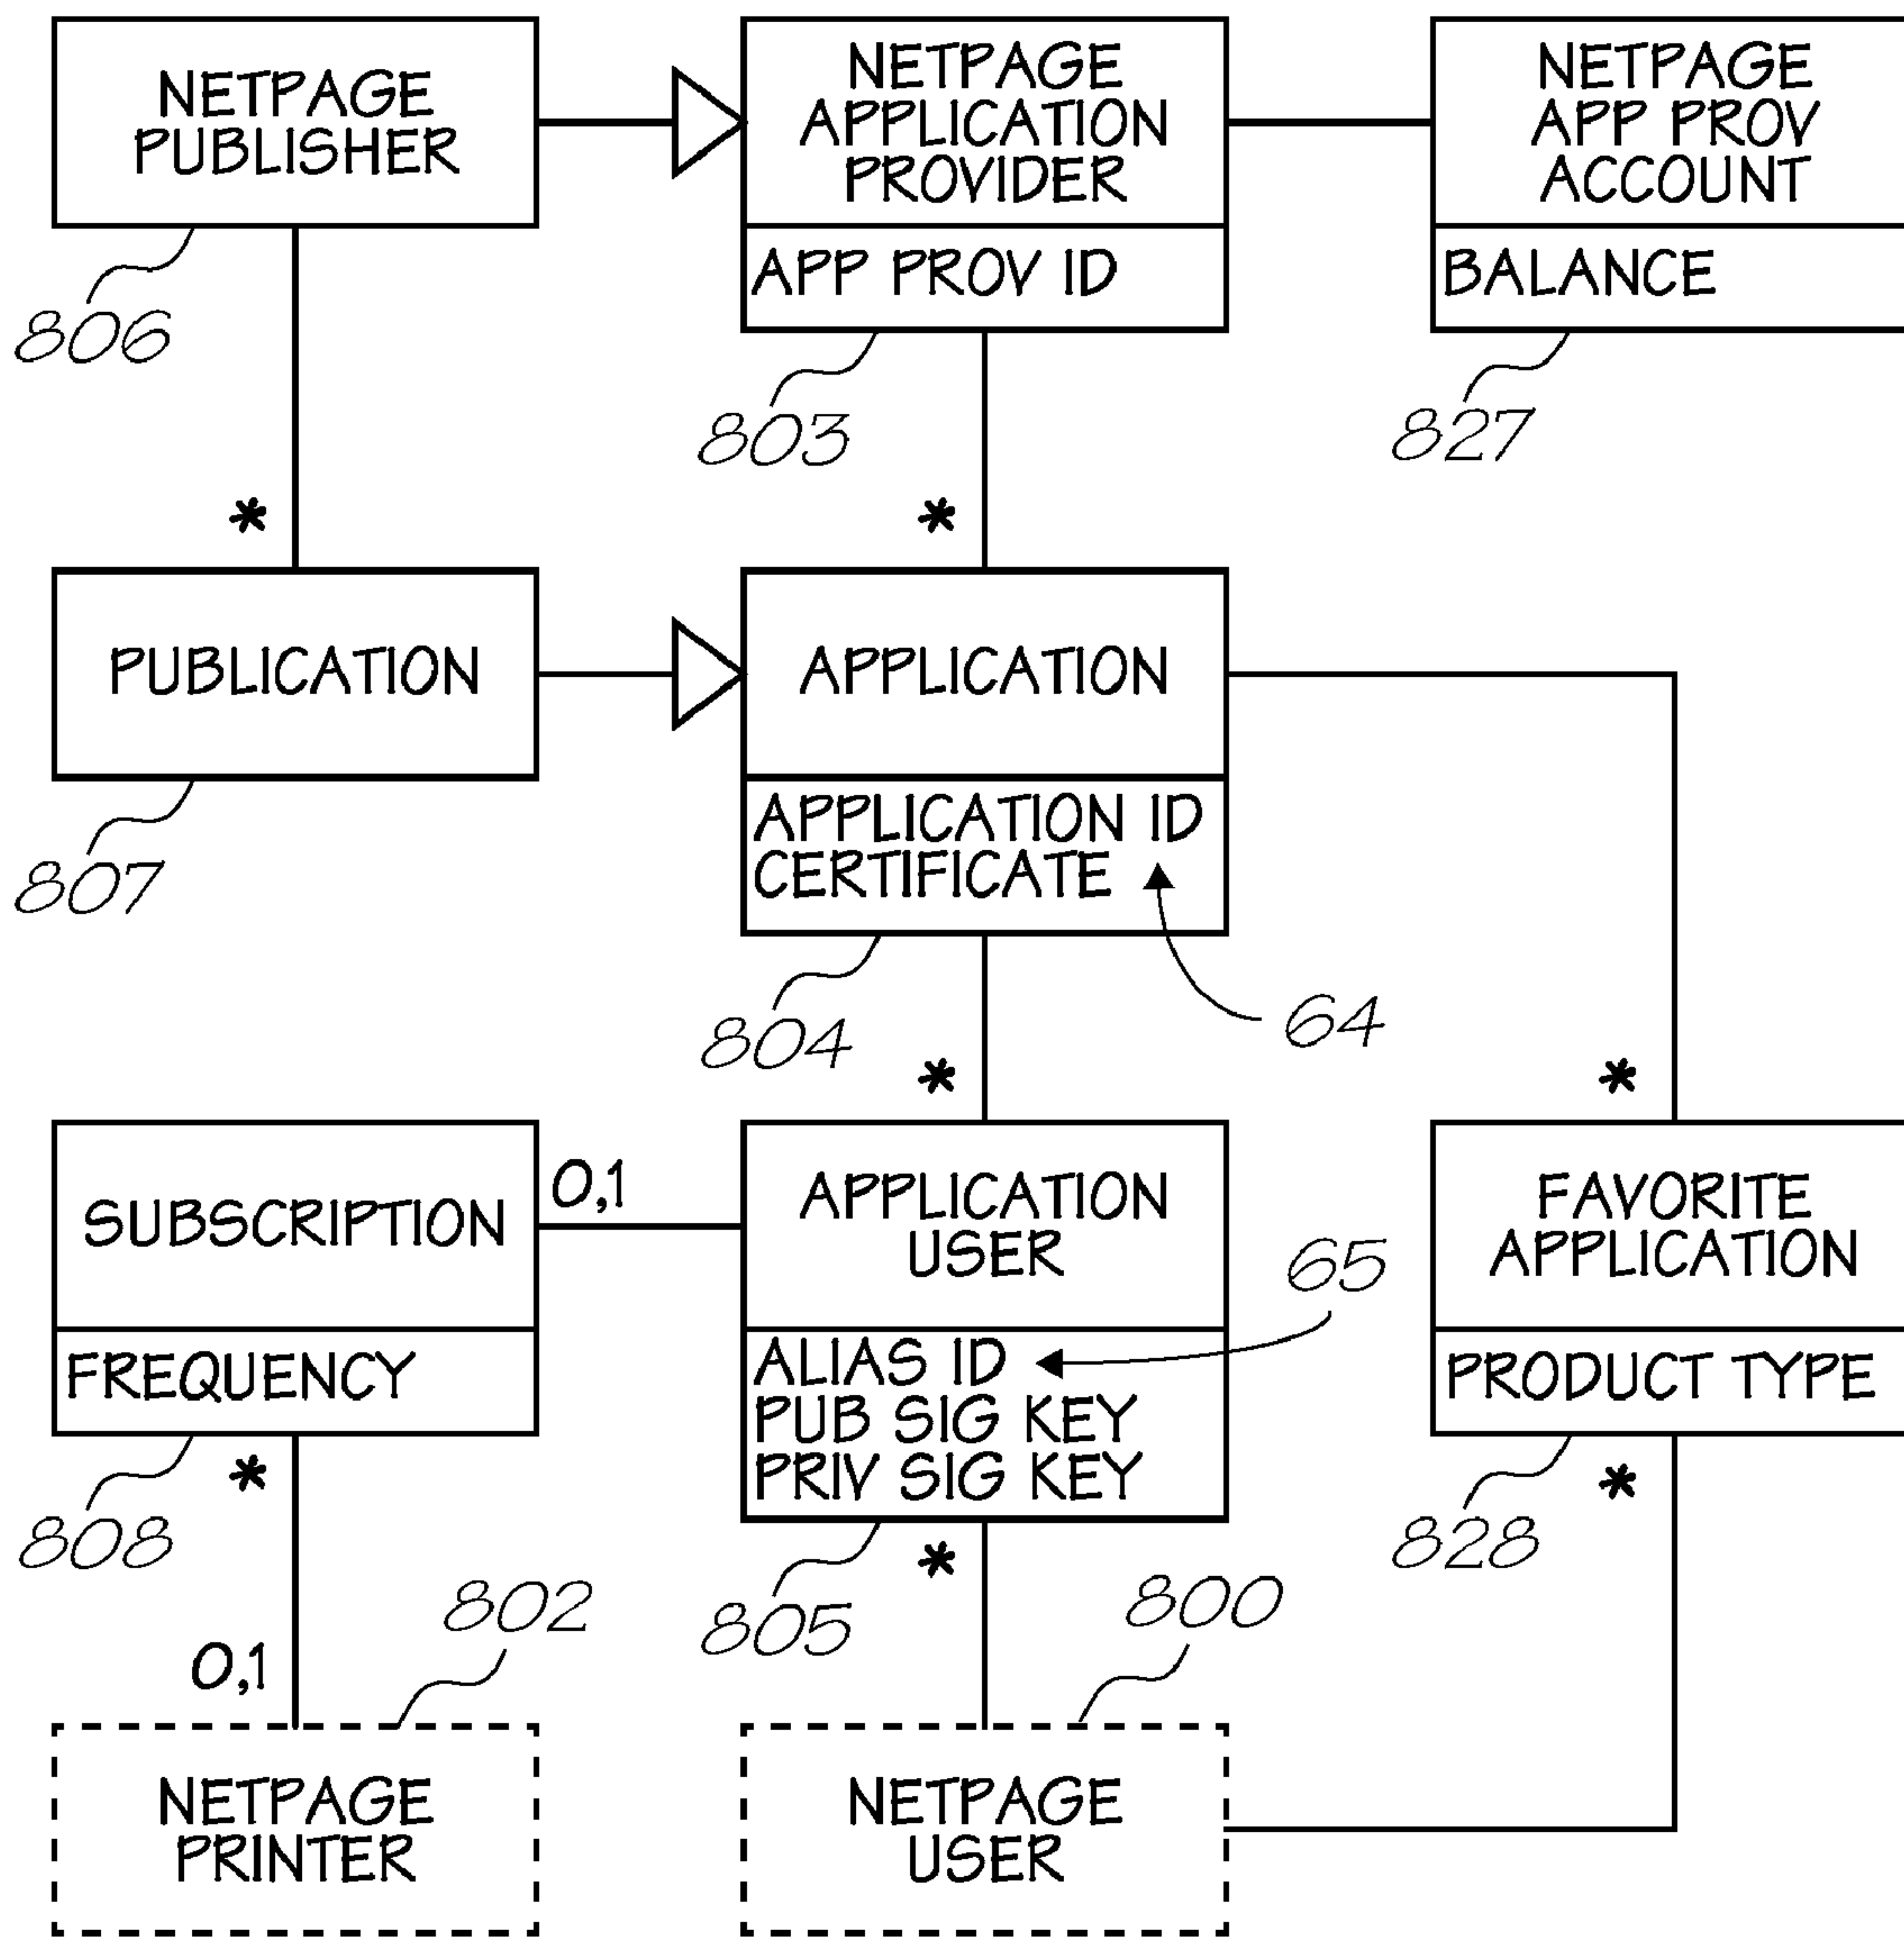 NETPAGE
PUBLISHER
NETPAGE
APPLICATION
PROVIDER
APP PROV ID
NETPAGE
APP PROV
ACCOUNT
BALANCE
806
803
827
*
*
PUBLICATION
APPLICATION
APPLICATION ID
CERTIFICATE
807
804
64
*
*
SUBSCRIPTION
FREQUENCY
0,1
APPLICATION
USER
ALIAS ID
PUB SIG KEY
PRIV SIG KEY
65
FAVORITE
APPLICATION
PRODUCT TYPE
808
*
805
*
828
*
802
800
0,1
NETPAGE
PRINTER
NETPAGE
USER